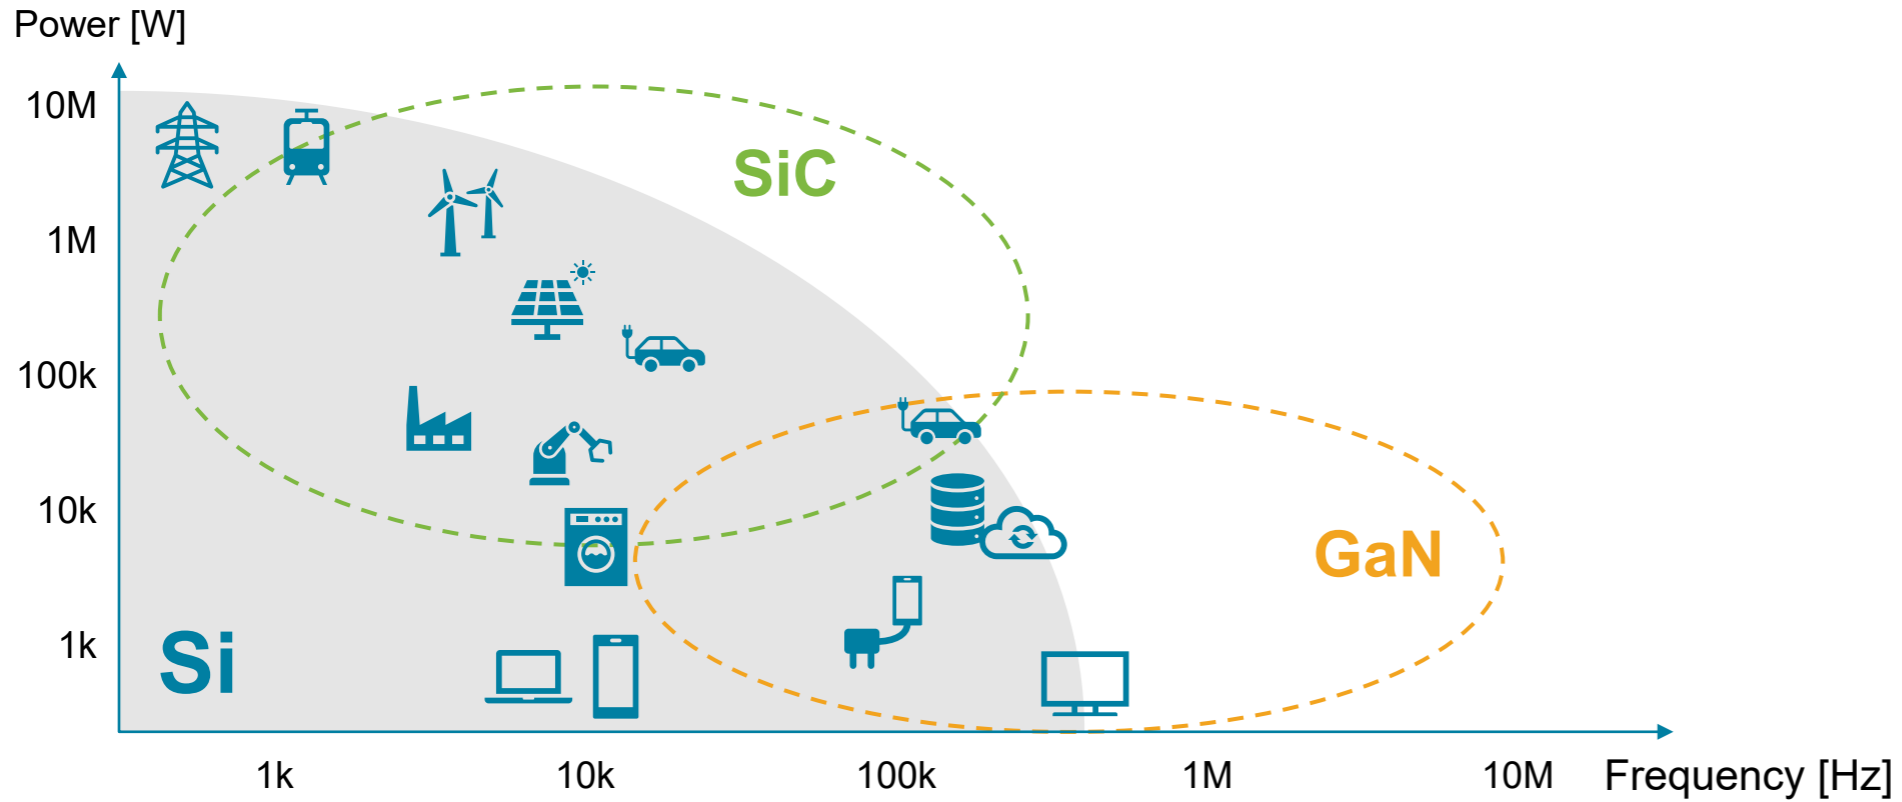 Power [W]
10M
SiC
1M
100k
10k
GaN
1k
Si
1k 10k 100k 1M 10M Frequency [Hz]